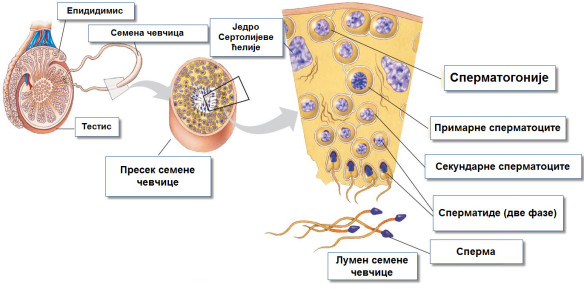 Епидидимис
Семена чевчица
Тестис
Пресек семене
чевчице
Једро
Сертолијеве
ћелије
Сперматогоније
Примарне сперматоците
Секундарне сперматоците
Сперматиде (две фазе)
Сперма
Лумен семене
чевчице